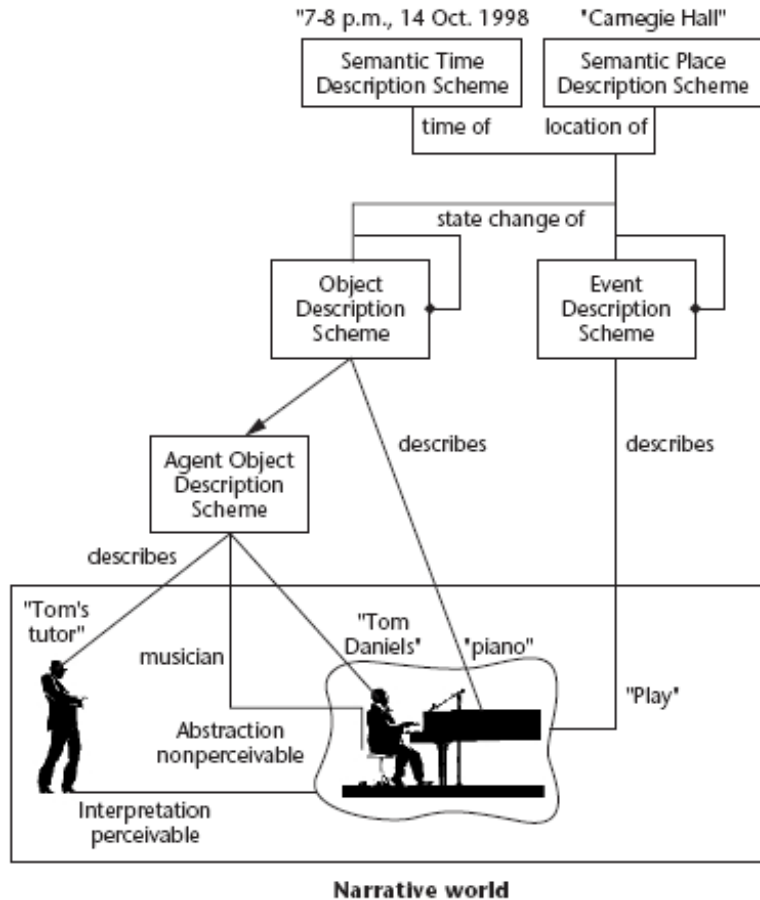 "7-8 p.m., 14 Oct. 1998
"Carnegie Hall"
Semantic Time
Description Scheme
Semantic Place
Description Scheme
time of
location of
state change of
Object
Description
Scheme
Event
Description
Scheme
describes
describes
Agent Object
Description
Scheme
describes
"Tom's
tutor"
musician
"Tom
Daniels"
"piano"
"Play"
Abstraction
nonperceivable
Interpretation
perceivable
Narrative world